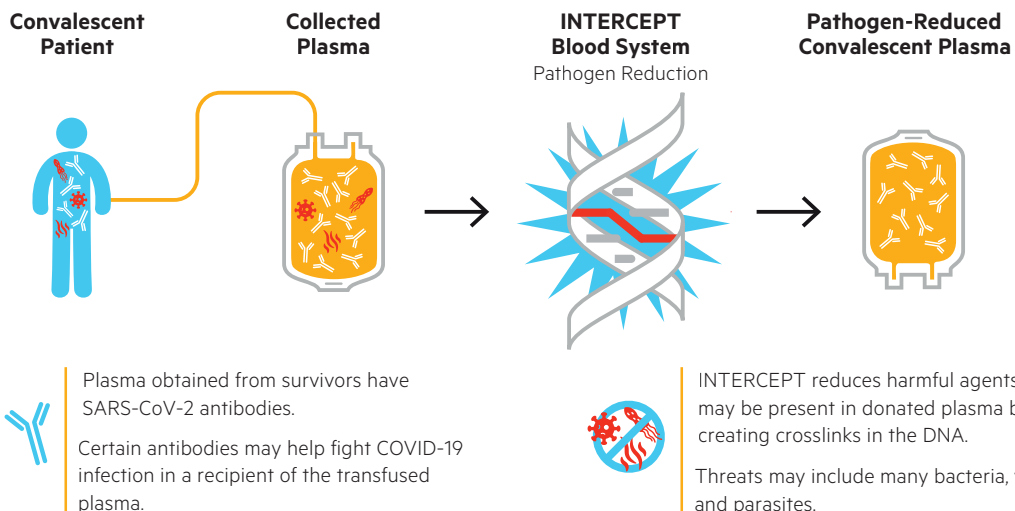 Convalescent
Patient
Collected
Plasma
INTERCEPT
Blood System
Pathogen Reduction
Pathogen-Reduced
Convalescent Plasma
Plasma obtained from survivors have
SARS-CoV-2 antibodies.
Certain antibodies may help fight COVID-19
infection in a recipient of the transfused
plasma.
INTERCEPT reduces harmful agents
may be present in donated plasma
creating crosslinks in the DNA.
Threats may include many bacteria,
and parasites.